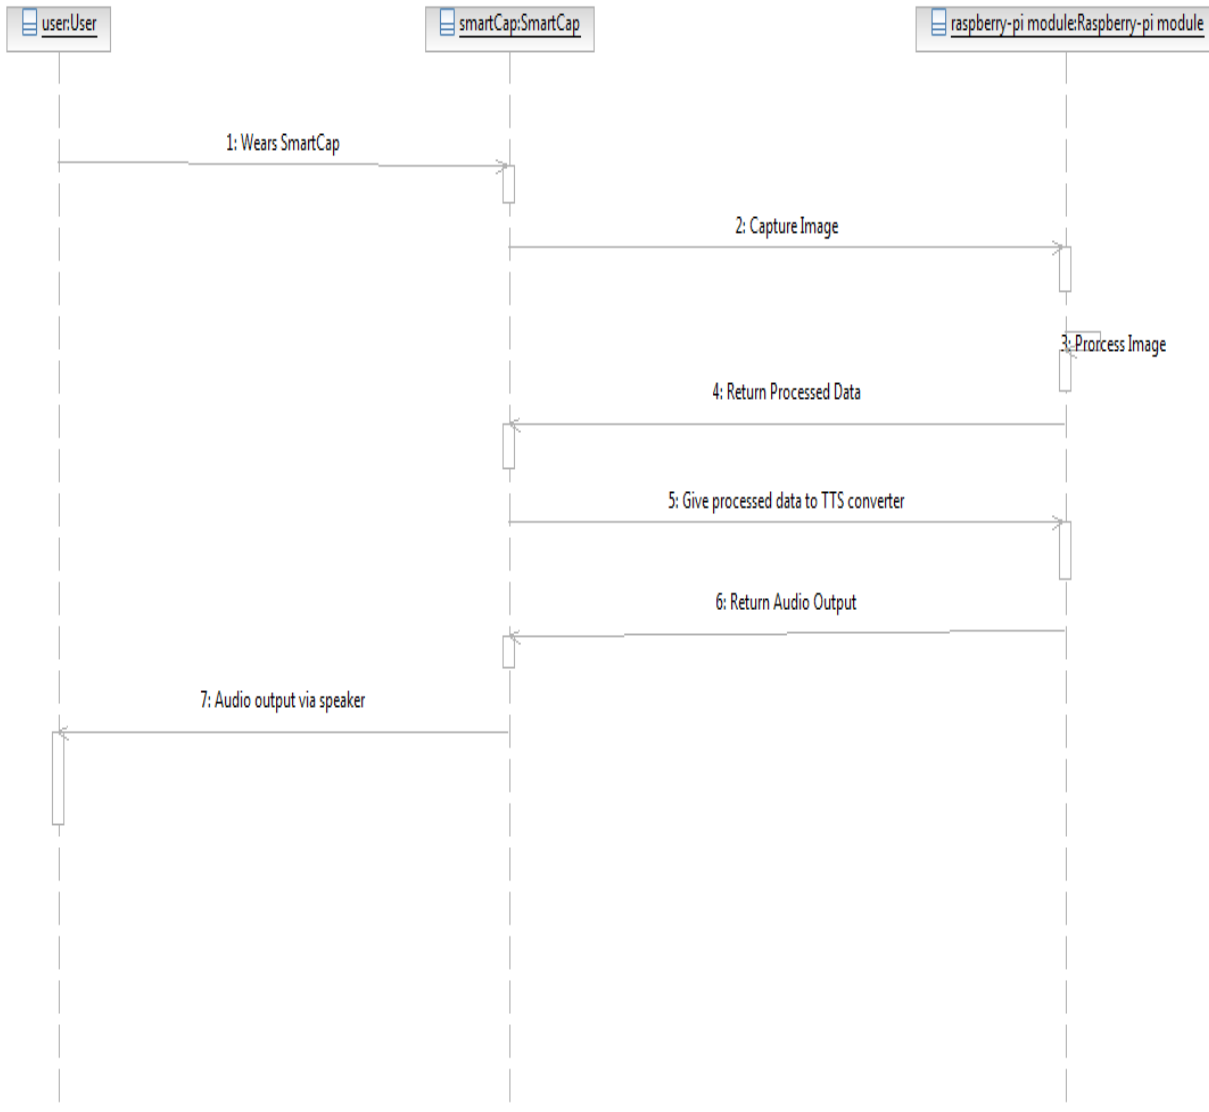 user:User
smartCap:SmartCap
raspberry-pi module:Raspberry-pi module
1: Wears SmartCap
2: Capture Image
3: Prorcess Image
4: Return Processed Data
5: Give processed data to TTS converter
6: Return Audio Output
7: Audio output via speaker